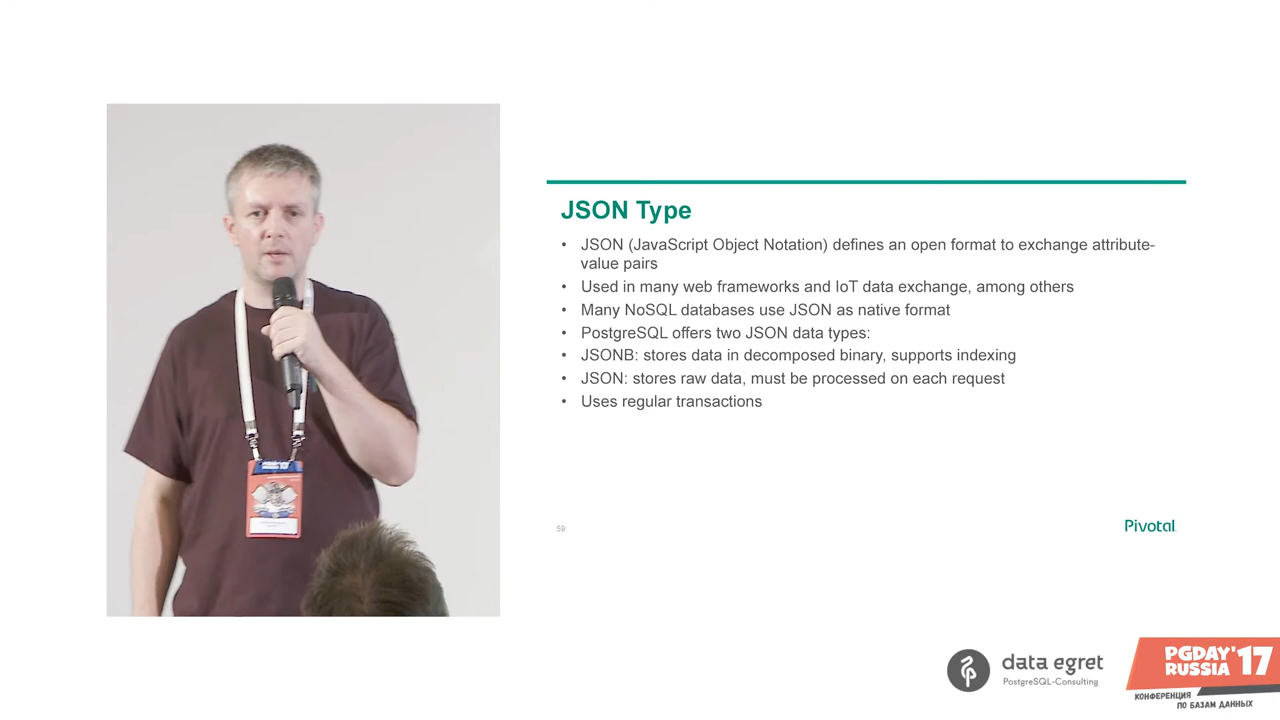 JSON Type
• JSON (JavaScript Object Notation) defines an open format to exchange attribute-
value pairs
• Used in many web frameworks and IoT data exchange, among others
• Many NoSQL databases use JSON as native format
• PostgreSQL offers two JSON data types:
• JSONB: stores data in decomposed binary, supports indexing
• JSON: stores raw data, must be processed on each request
• Uses regular transactions
59
Pivotal
data egret
PostgreSQL-Consulting
PGDAY'17
RUSSIA
КОНФЕРЕНЦИЯ
ПО БАЗАМ ДАННЫХ